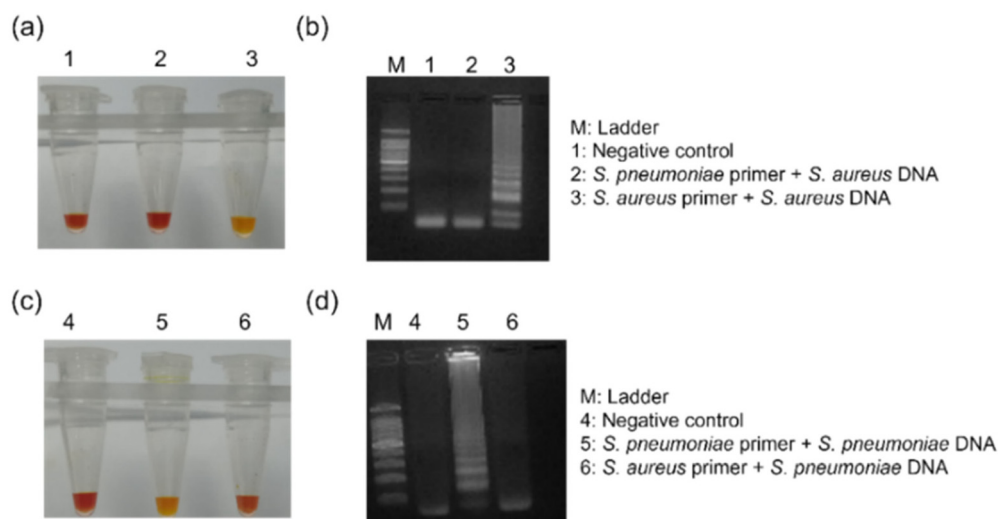 (a)
1 2 3
(b)
M 1 2 3
M: Ladder
1: Negative control
2: S. pneumoniae primer + S. aureus DNA
3: S. aureus primer + S. aureus DNA
(c)
4 5 6
(d)
M 4 5 6
M: Ladder
4: Negative control
5: S. pneumoniae primer + S. pneumoniae DNA
6: S. aureus primer + S. pneumoniae DNA